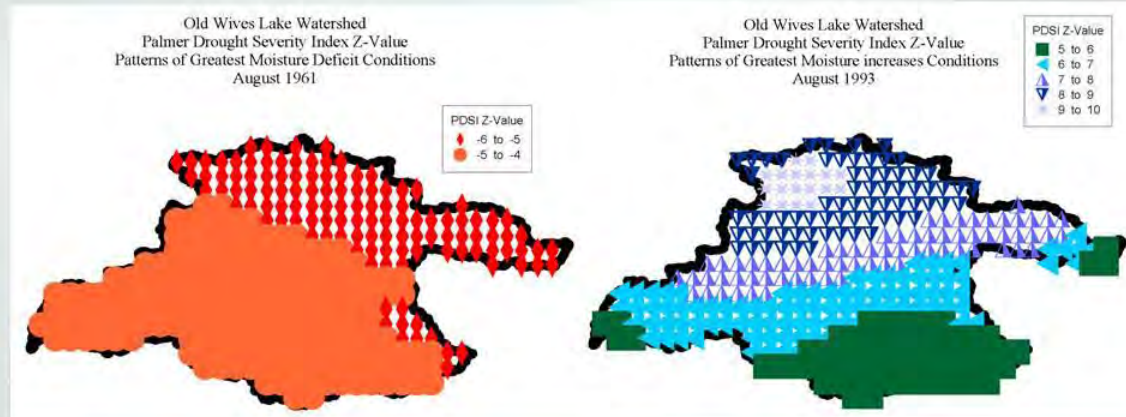 Old Wives Lake Watershed
Palmer Drought Severity Index Z-Value
Patterns of Greatest Moisture Deficit Conditions
August 1961
PDSI Z-Value
-6 to -5
-5 to -4
Old Wives Lake Watershed
Palmer Drought Severity Index Z-Value
Patterns of Greatest Moisture increases Conditions
August 1993
PDSI Z-Value
5 to 6
6 to 7
7 to 8
8 to 9
9 to 10